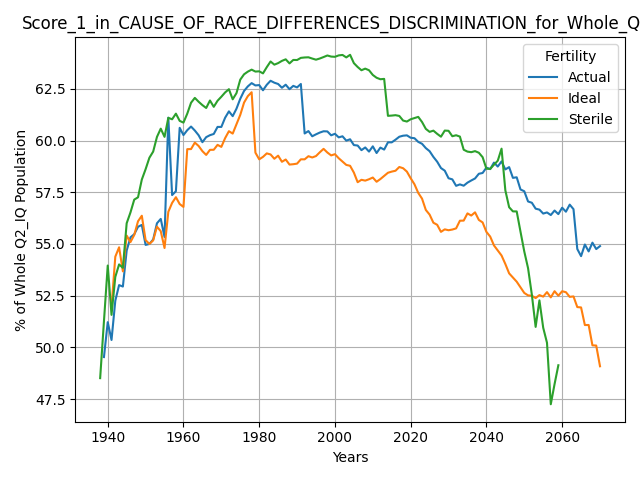 Score_1_in_CAUSE_OF_RACE_DIFFERENCES_DISCRIMINATION_for_Whole_Q
Fertility
Actual
Ideal
Sterile
% of Whole Q2_IQ Population
62.5
60.0
57.5
55.0
52.5
50.0
47.5
1940 1960 1980 2000 2020 2040 2060
Years